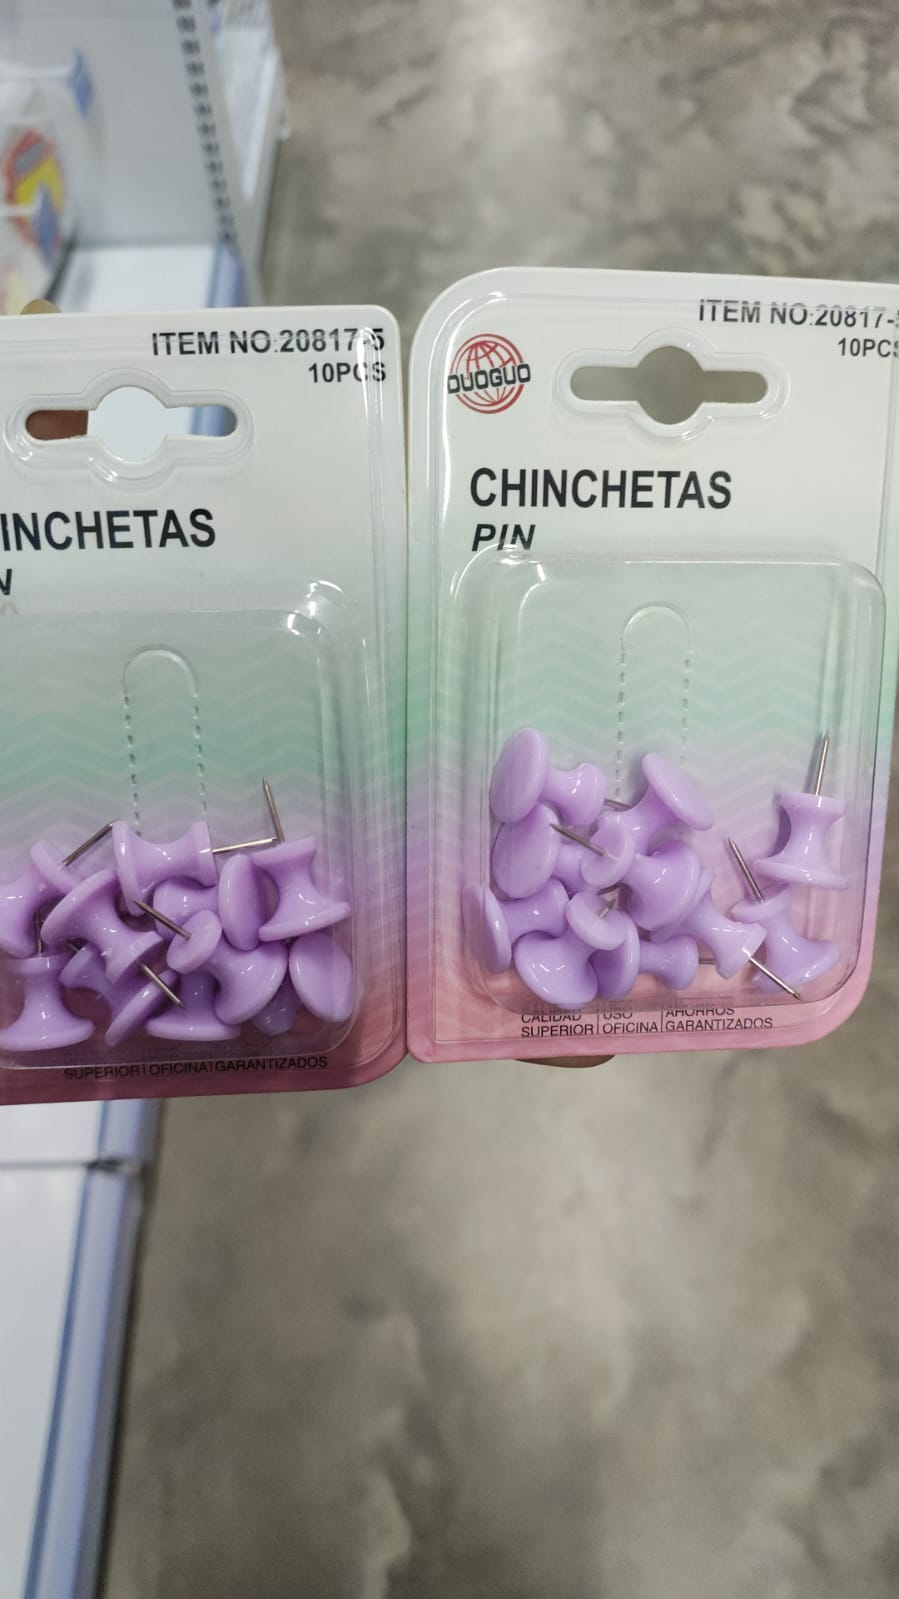 ITEM NO:20817-5
10PCS
INCHETAS
SUPERIOR OFICINA GARANTIZADOS
ITEM NO:20817-5
10PCS
DUOGUO
CHINCHETAS
PIN
CALIDAD USO AHORROS
SUPERIOR OFICINA GARANTIZADOS